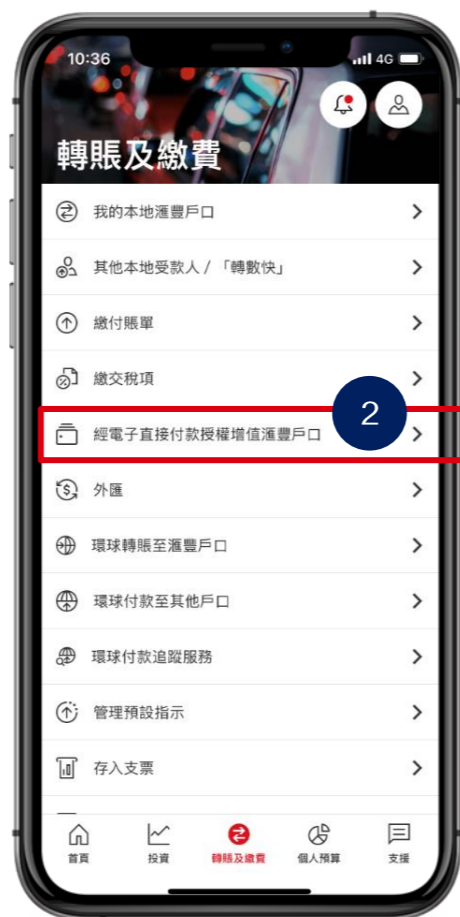 10:36
4G
轉賬及繳費
我的本地滙豐戶口
其他本地受款人 / 「轉數快」
繳付賬單
繳交稅項
2
經電子直接付款授權增值滙豐戶口
外匯
環球轉賬至滙豐戶口
環球付款至其他戶口
環球付款追蹤服務
管理預設指示
存入支票
首頁 投資 轉賬及繳費 個人預算 支援